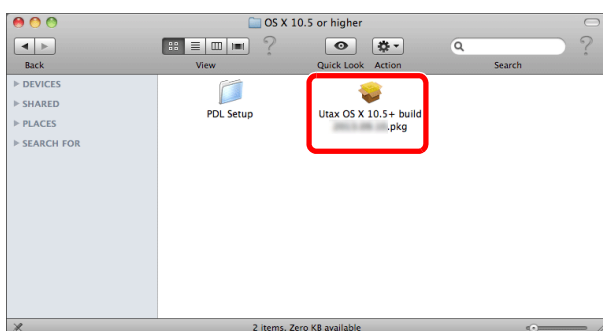 OS X 10.5 or higher
?
?
Back
View
Quick Look
Action
Search
DEVICES
SHARED
PLACES
SEARCH FOR
PDL Setup
Utax OS X 10.5+ build
.pkg
2 items, Zero KB available